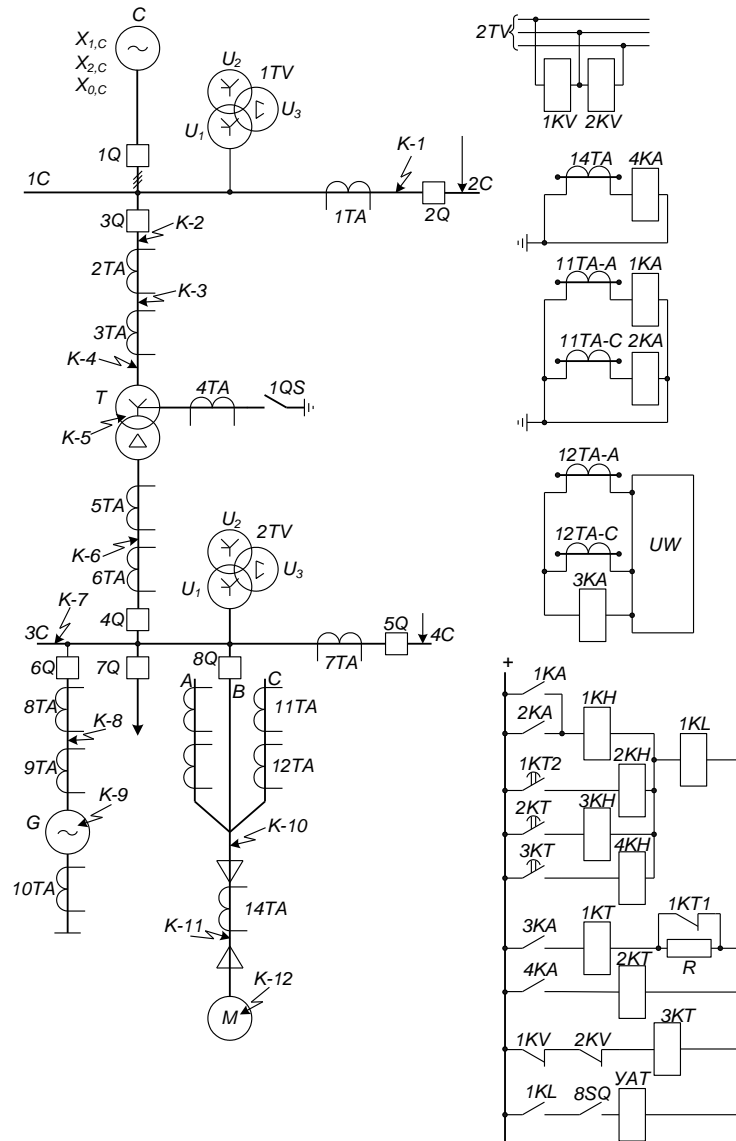 C
X1,C
X2,C
X0,C
U2
1TV
U3
U1
1Q
K-1
1C
2C
3Q
K-2
1TA
2Q
2TA
K-3
3TA
K-4
T
4TA
1QS
K-5
5TA
K-6
6TA
U2
2TV
U1
U3
K-7
4Q
5Q
3C
4C
6Q
7Q
8Q
7TA
A
B
C
8TA
11TA
K-8
9TA
12TA
K-9
G
K-10
10TA
14TA
K-11
K-12
M
2TV
1KV
2KV
14TA
4KA
11TA-A
1KA
11TA-C
2KA
12TA-A
12TA-C
UW
3KA
+
1KA
1KH
1KL
2KA
2KH
1KT2
3KH
2KT
4KH
3KT
1KT1
3KA
1KT
R
4KA
2KT
3KT
1KV
2KV
УАТ
1KL
8SQ